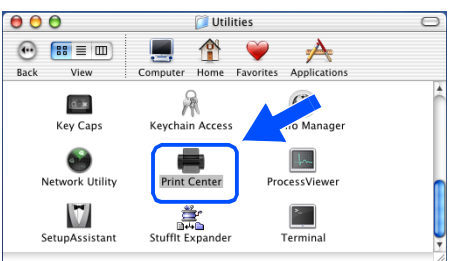 Utilities
Back View Computer Home Favorites Applications
Key Caps Keychain Access Manager
Network Utility Print Center ProcessViewer
SetupAssistant StuffIt Expander Terminal